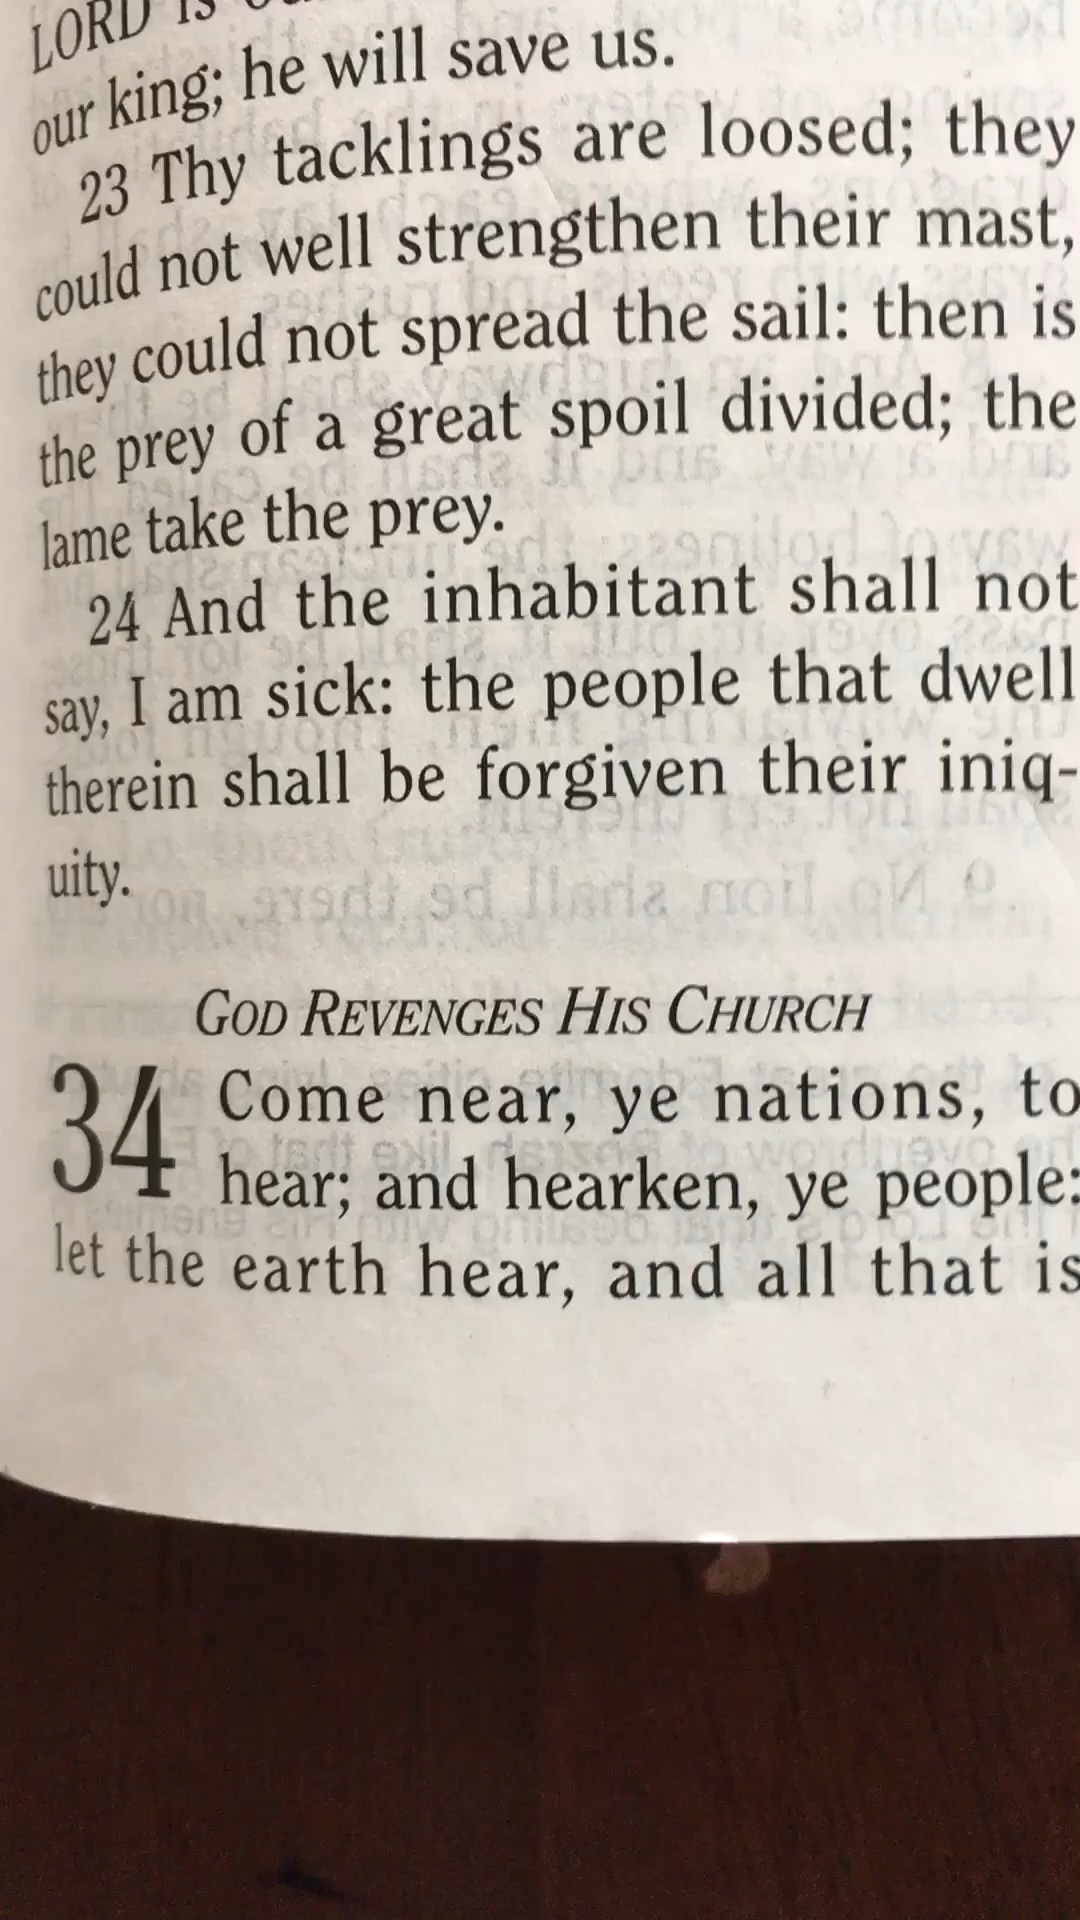 LORD is
our king; he will save us.
23 Thy tacklings are loosed; they
could not well strengthen their mast,
they could not spread the sail: then is
the prey of a great spoil divided; the
lame take the prey.
24 And the inhabitant shall not
say, I am sick: the people that dwell
therein shall be forgiven their iniq-
uity.
GOD REVENGES HIS CHURCH
34 Come near, ye nations, to
hear; and hearken, ye people:
let the earth hear, and all that is